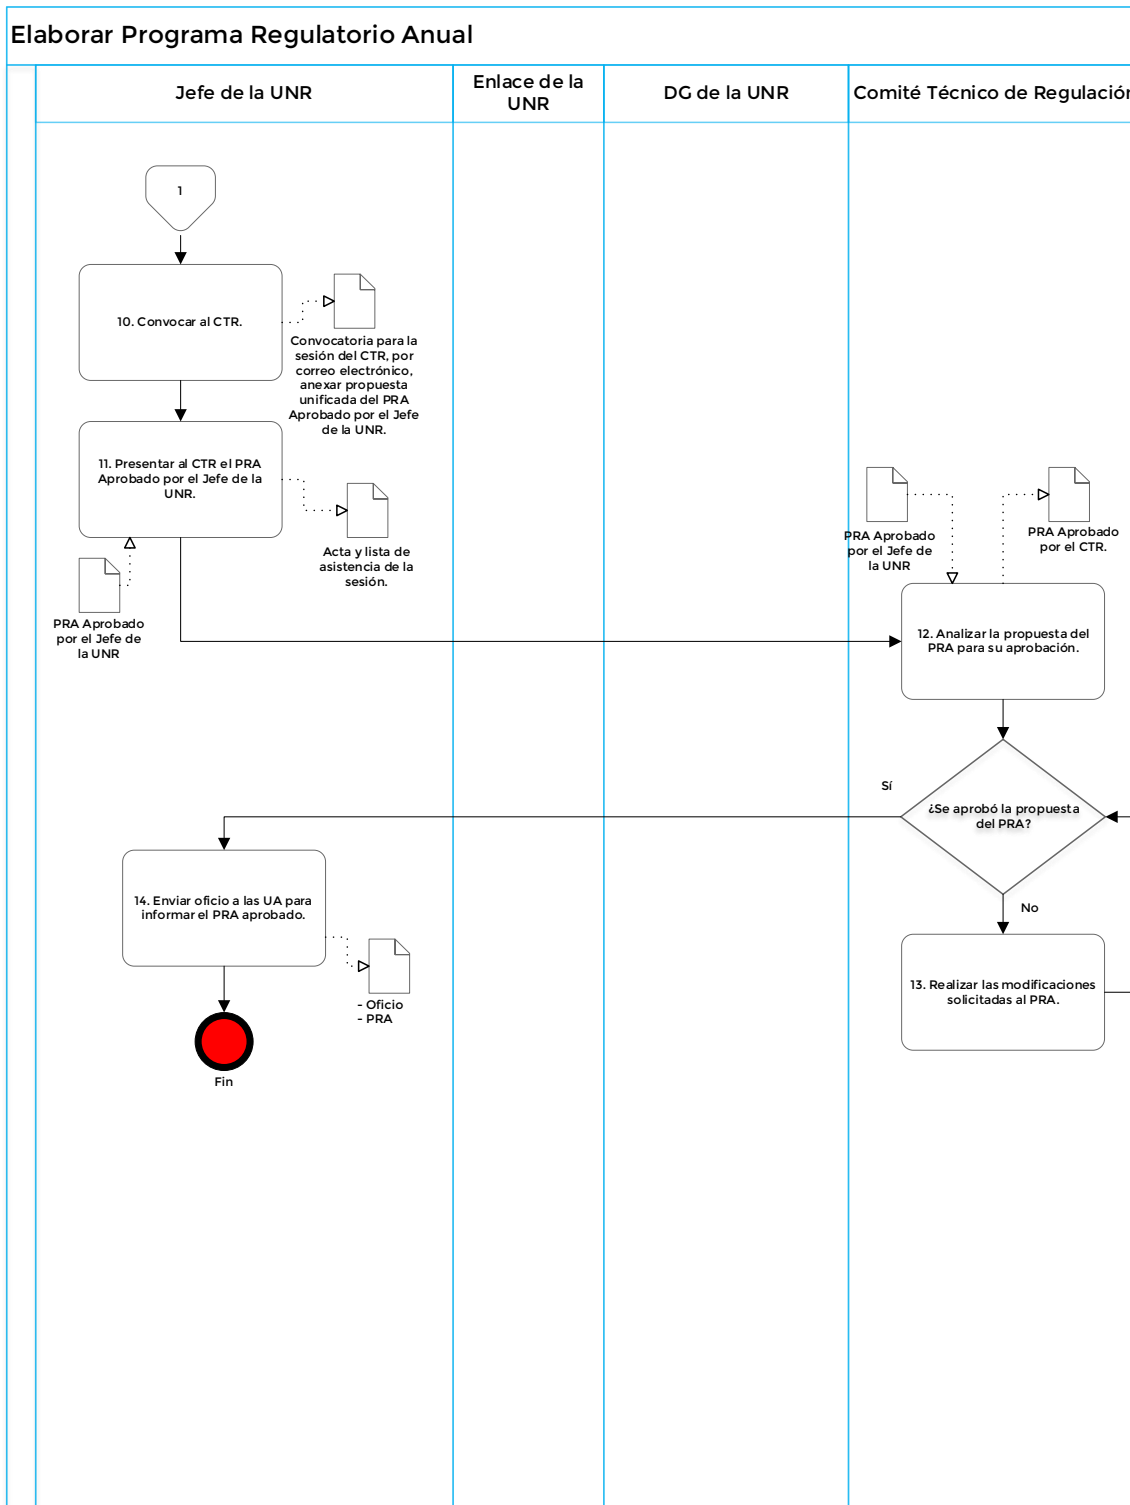 Elaborar Programa Regulatorio Anual
Jefe de la UNR
Enlace de la
UNR
DG de la UNR
Comité Técnico de Regulación
1
10. Convocar al CTR.
Convocatoria para la
sesión del CTR, por
correo electrónico,
anexar propuesta
unificada del PRA
Aprobado por el Jefe
de la UNR.
11. Presentar al CTR el PRA
Aprobado por el Jefe de la
UNR.
Acta y lista de
asistencia de la
sesión.
PRA Aprobado
por el Jefe de
la UNR
PRA Aprobado
por el Jefe de
la UNR
PRA Aprobado
por el CTR.
12. Analizar la propuesta del
PRA para su aprobación.
Sí
¿Se aprobó la propuesta
del PRA?
No
13. Realizar las modificaciones
solicitadas al PRA.
14. Enviar oficio a las UA para
informar el PRA aprobado.
- Oficio
- PRA
Fin